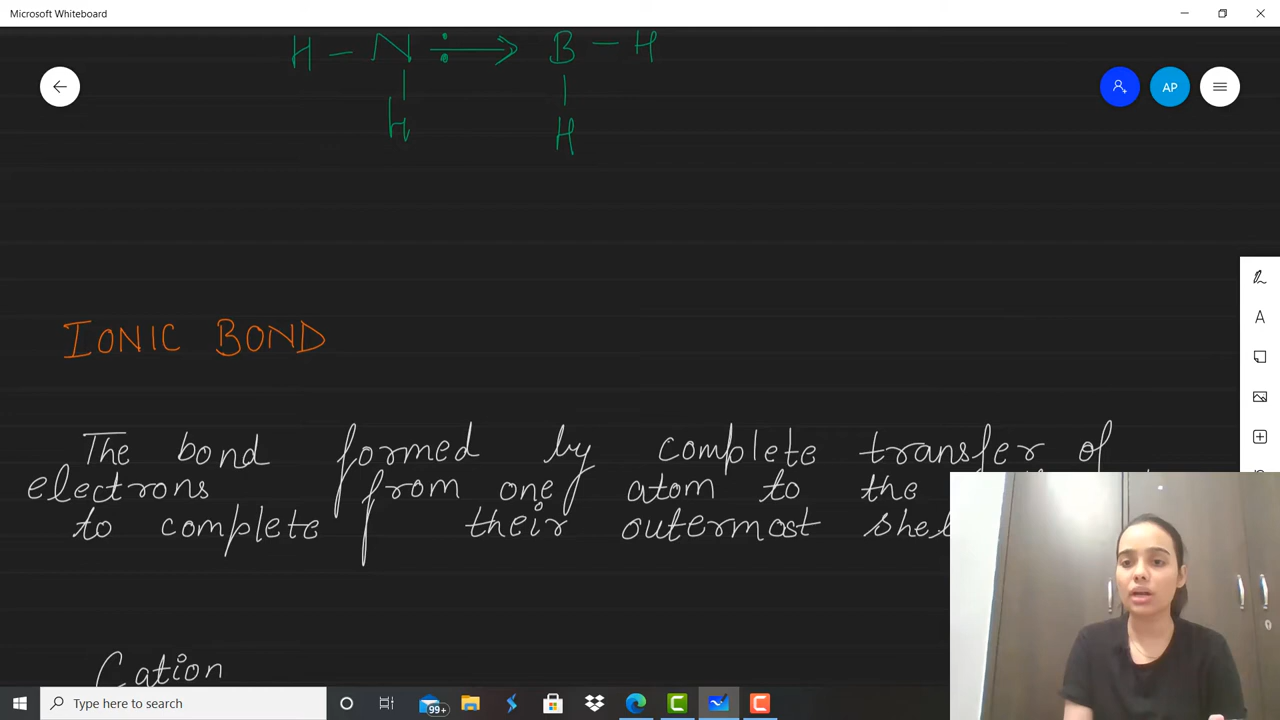 Microsoft Whiteboard
H - N : → B - H
H H
AP
IONIC BOND
The bond formed by complete transfer of
electrons from one atom to the
to complete their outermost
Cation
Type here to search
99+